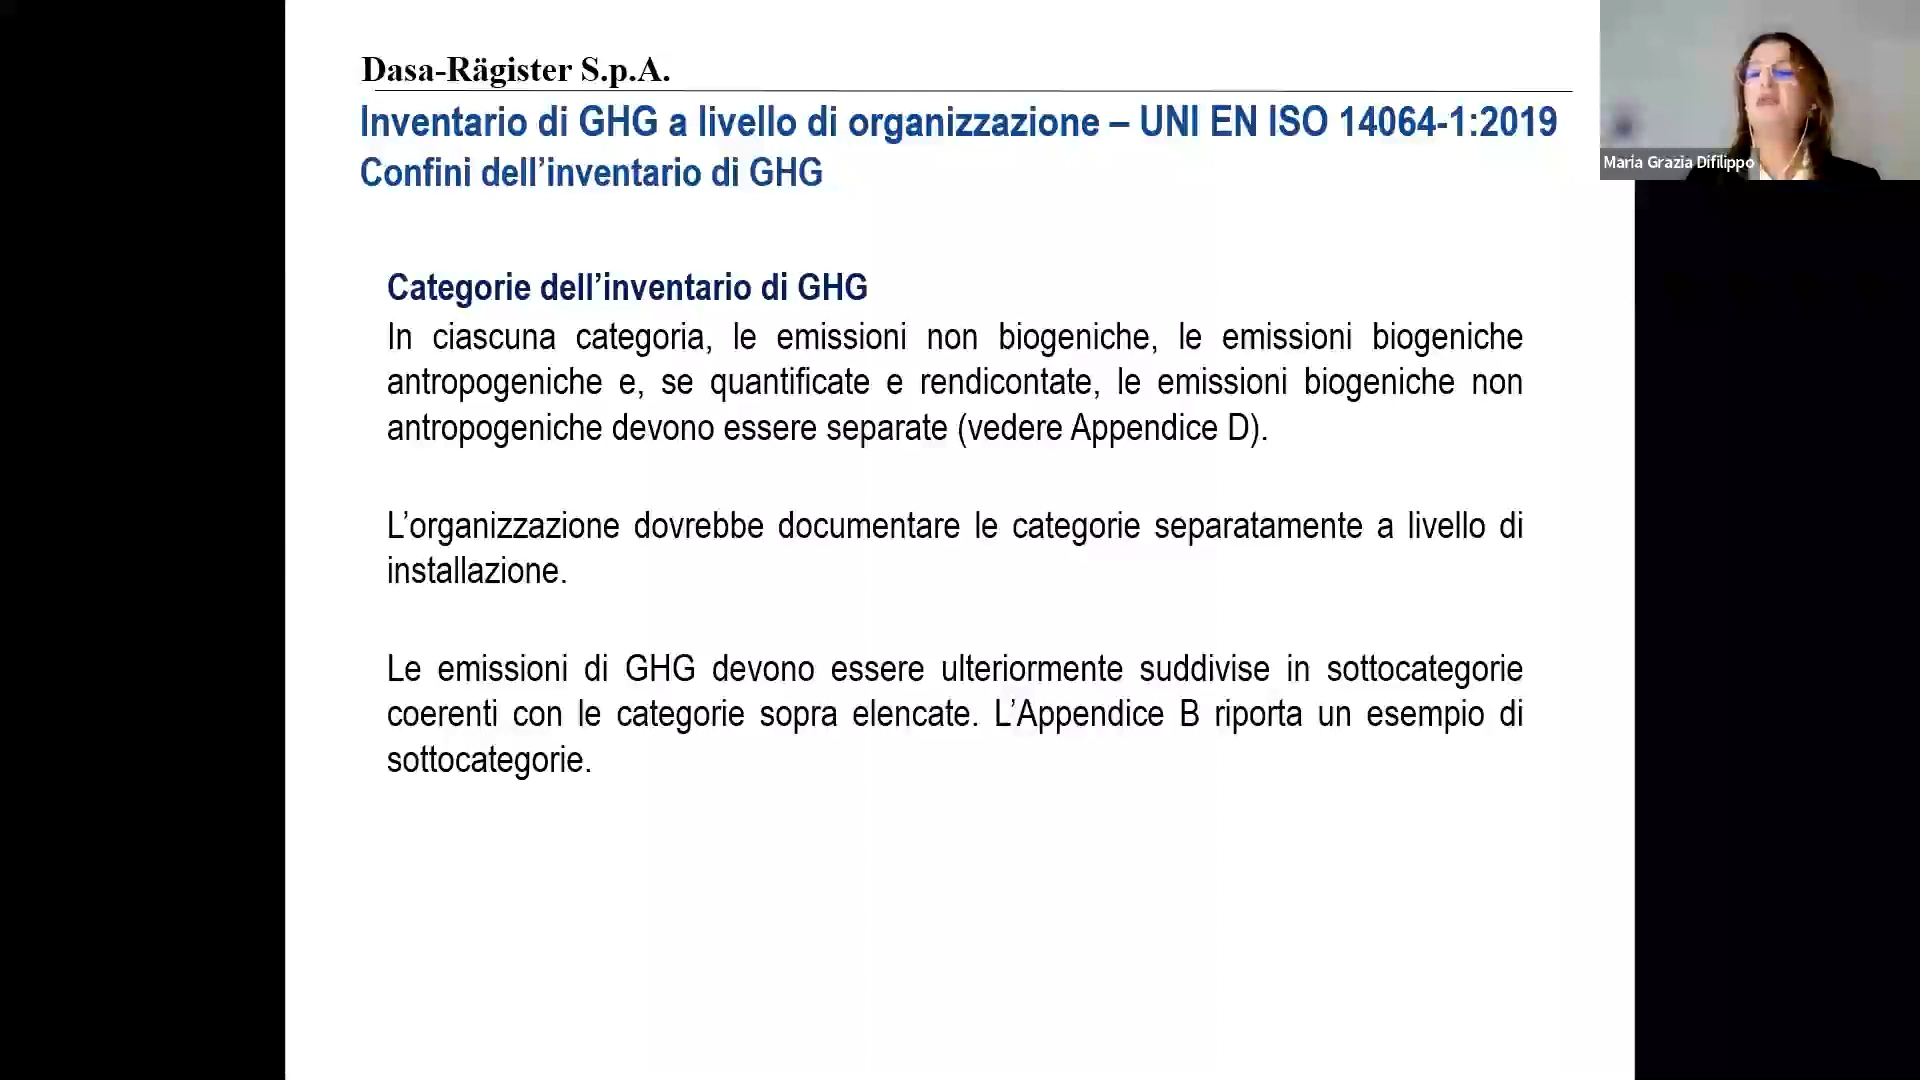 Dasa-Rägister S.p.A.
Inventario di GHG a livello di organizzazione – UNI EN ISO 14064-1:2019
Confini dell’inventario di GHG
Maria Grazia Difilippo
Categorie dell’inventario di GHG
In ciascuna categoria, le emissioni non biogeniche, le emissioni biogeniche
antropogeniche e, se quantificate e rendicontate, le emissioni biogeniche non
antropogeniche devono essere separate (vedere Appendice D).
L’organizzazione dovrebbe documentare le categorie separatamente a livello di
installazione.
Le emissioni di GHG devono essere ulteriormente suddivise in sottocategorie
coerenti con le categorie sopra elencate. L’Appendice B riporta un esempio di
sottocategorie.